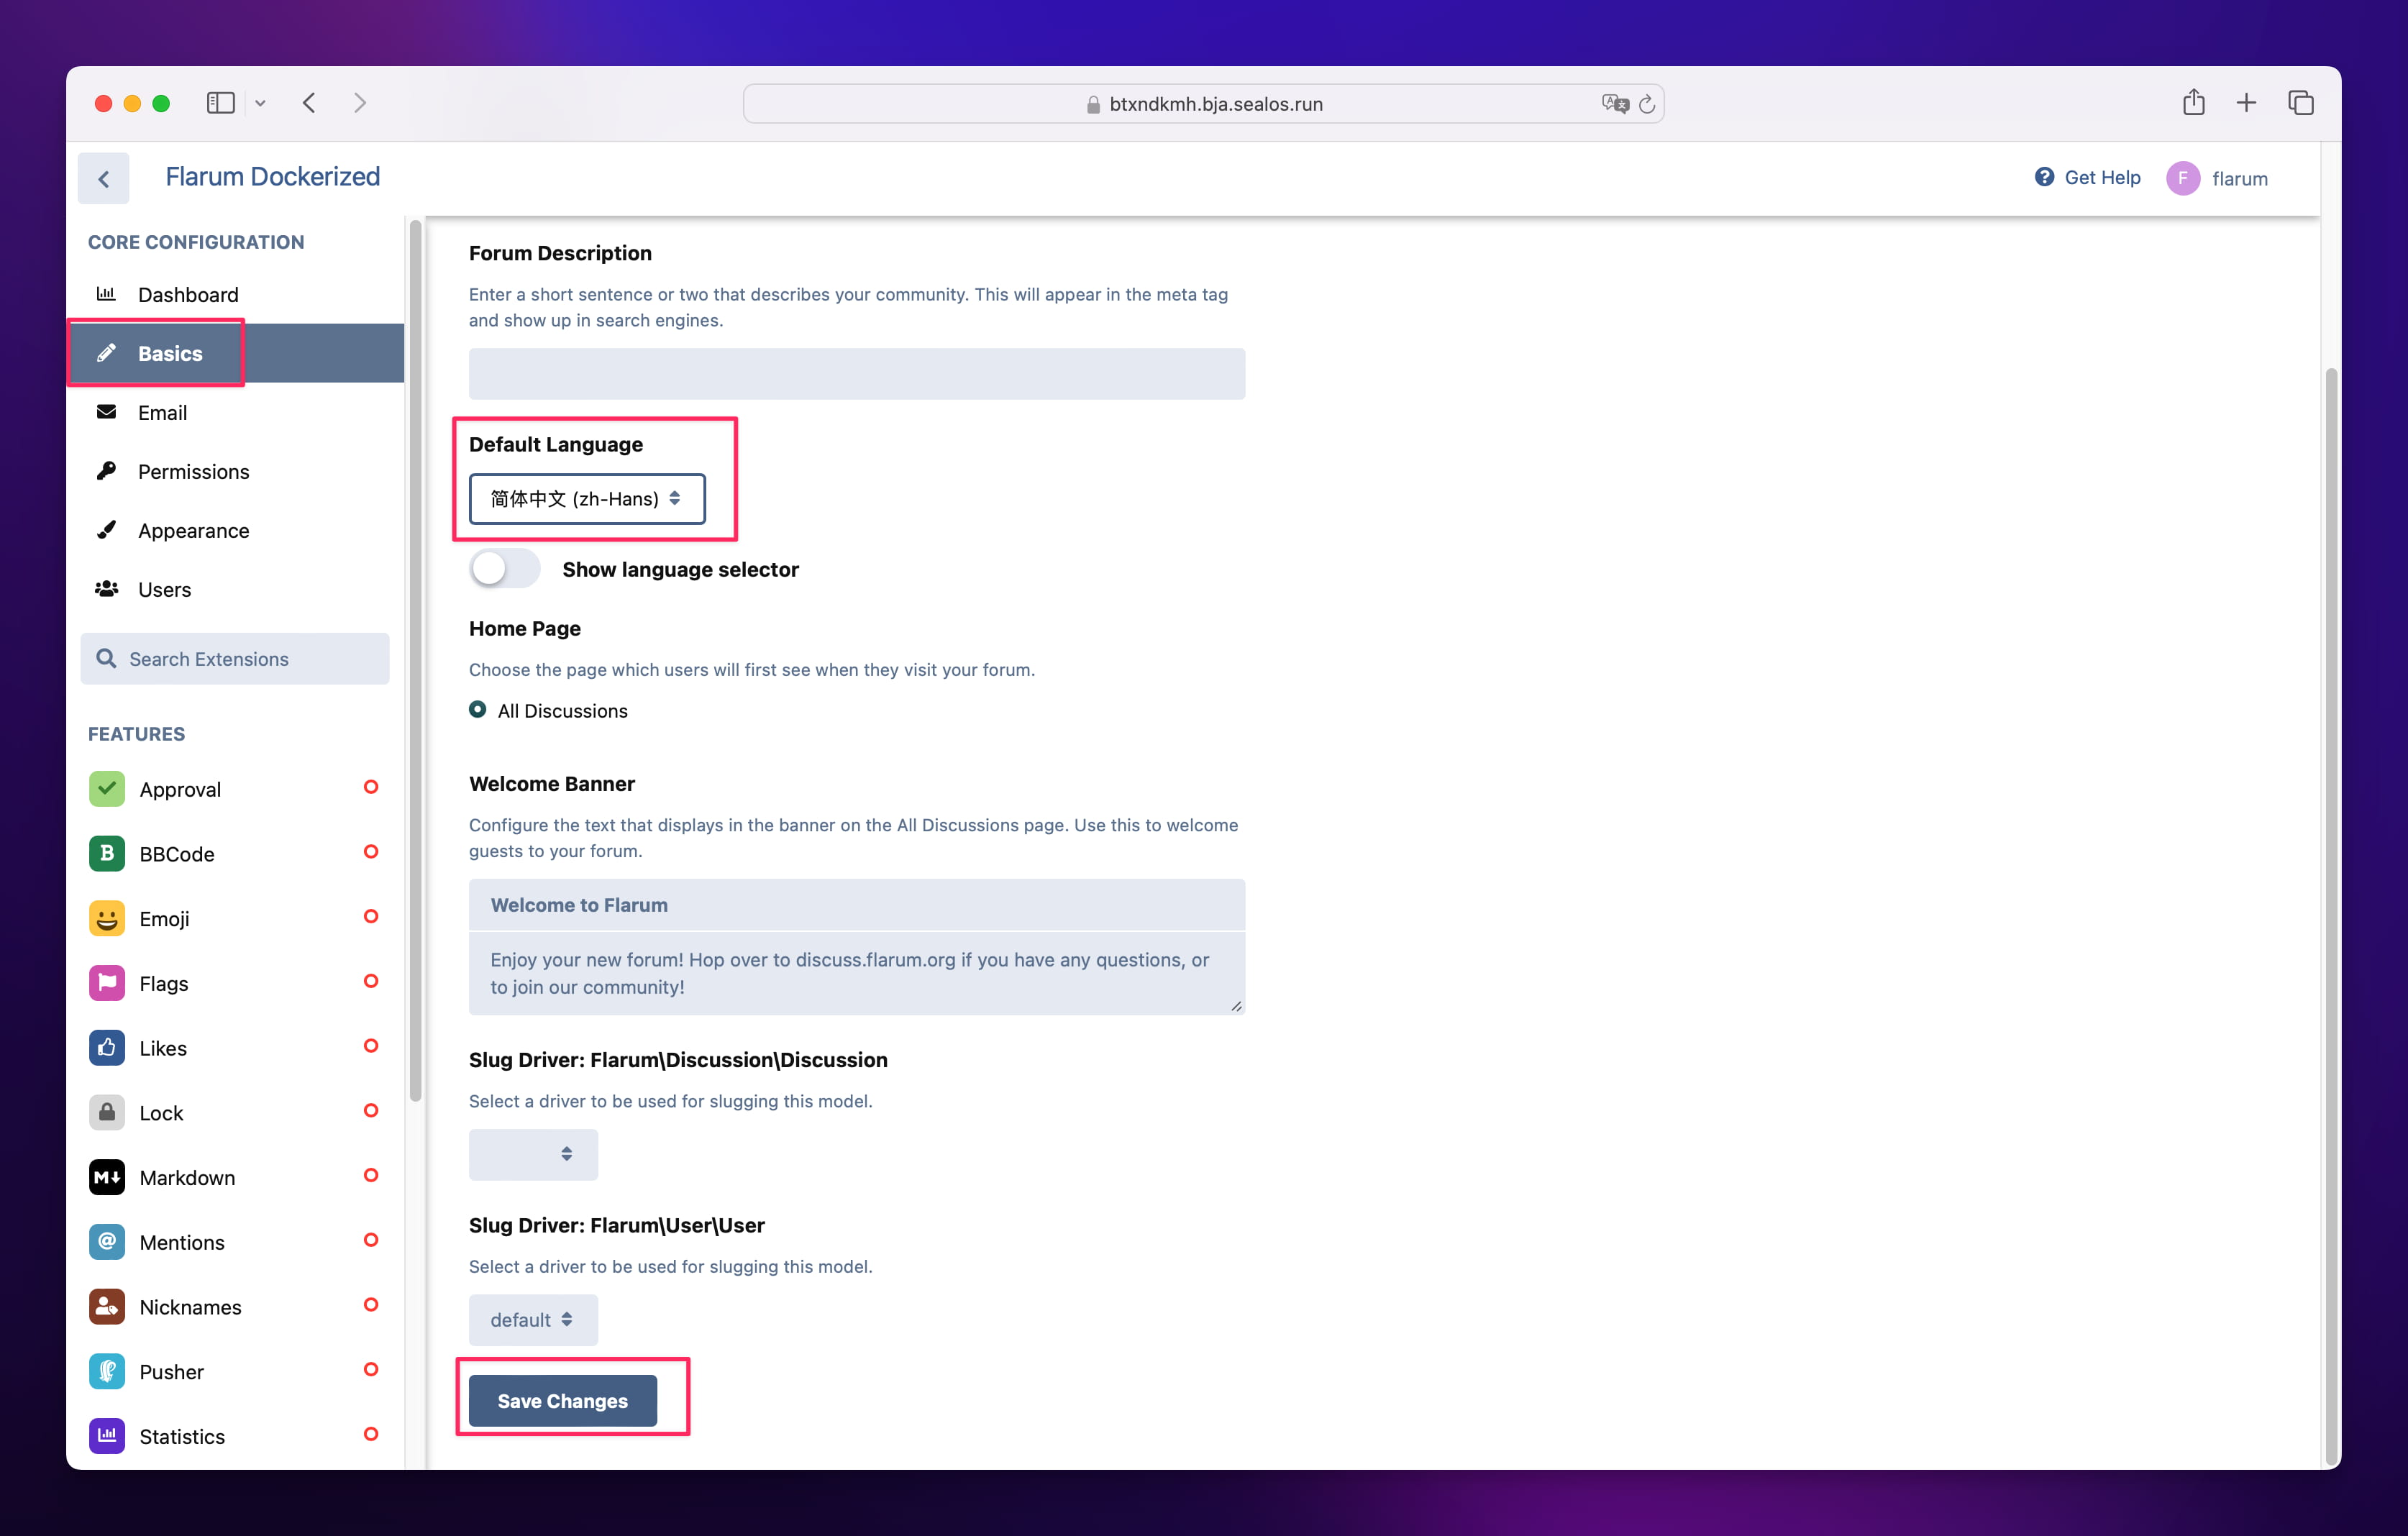 btxndkmh.bja.sealos.run
Flarum Dockerized
Get Help
F
flarum
CORE CONFIGURATION
Dashboard
Basics
Email
Permissions
Appearance
Users
Search Extensions
FEATURES
Approval
B
BBCode
Emoji
Flags
Likes
Lock
M
Markdown
@
Mentions
Nicknames
Pusher
Statistics
Forum Description
Enter a short sentence or two that describes your community. This will appear in the meta tag
and show up in search engines.
Default Language
简体中文 (zh-Hans)
Show language selector
Home Page
Choose the page which users will first see when they visit your forum.
All Discussions
Welcome Banner
Configure the text that displays in the banner on the All Discussions page. Use this to welcome
guests to your forum.
Welcome to Flarum
Enjoy your new forum! Hop over to discuss.flarum.org if you have any questions, or
to join our community!
Slug Driver: Flarum\Discussion\Discussion
Select a driver to be used for slugging this model.
Slug Driver: Flarum\User\User
Select a driver to be used for slugging this model.
default
Save Changes